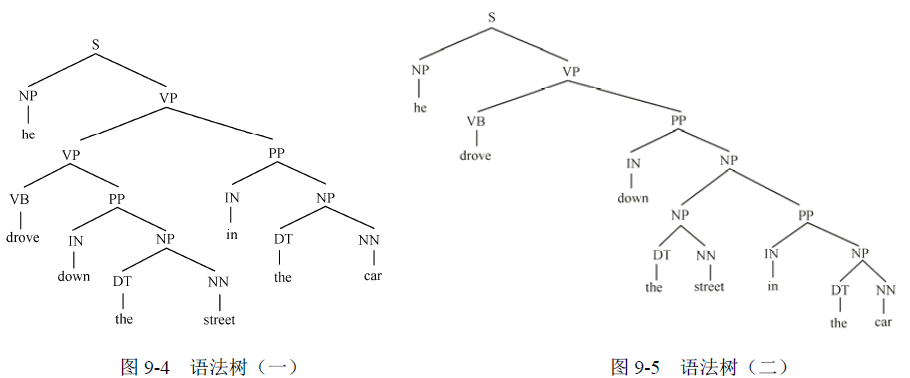 S
NP VP
he
VP PP
VB PP IN NP
drove IN NP in DT NN
down DT NN the car
the street
图 9-4 语法树(一)
S
NP VP
he VB PP
drove IN NP
down NP PP
DT NN IN NP
the street in DT NN
the car
图 9-5 语法树(二)